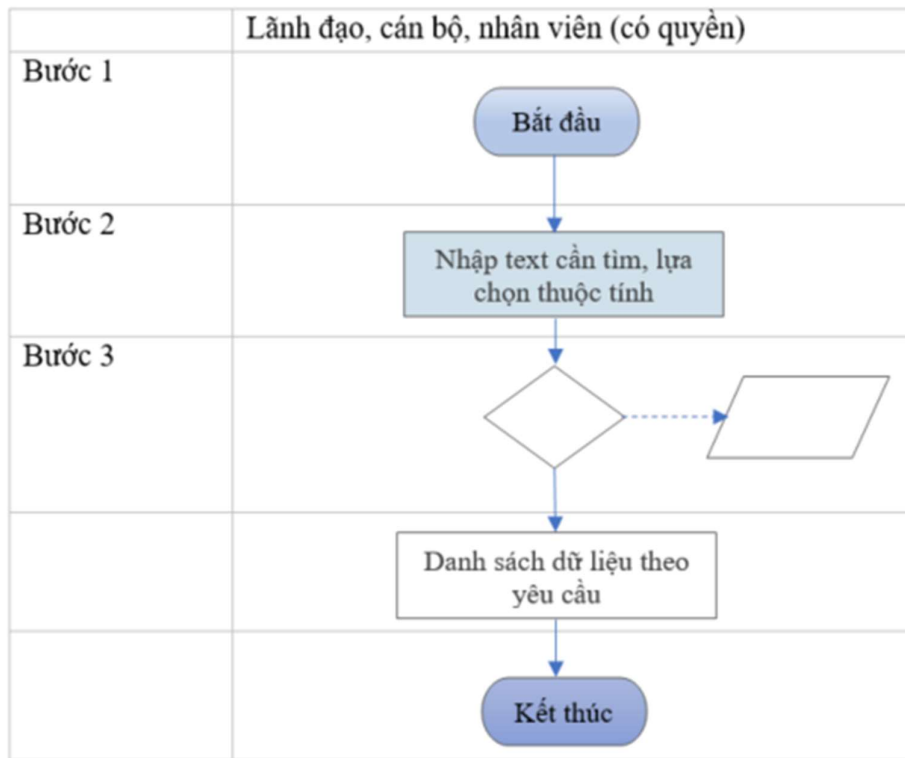 Lãnh đạo, cán bộ, nhân viên (có quyền)
Bước 1
Bắt đầu
Bước 2
Nhập text cần tìm, lựa
chọn thuộc tính
Bước 3
Danh sách dữ liệu theo
yêu cầu
Kết thúc